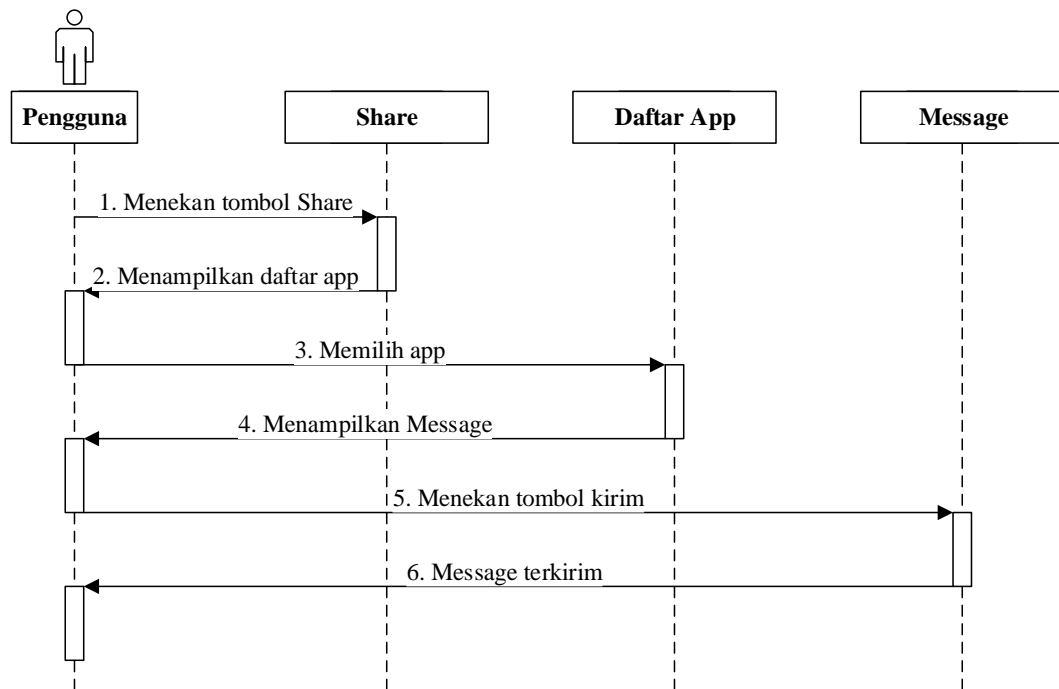 Pengguna
Share
Daftar App
Message
1. Menekan tombol Share
2. Menampilkan daftar app
3. Memilih app
4. Menampilkan Message
5. Menekan tombol kirim
6. Message terkirim